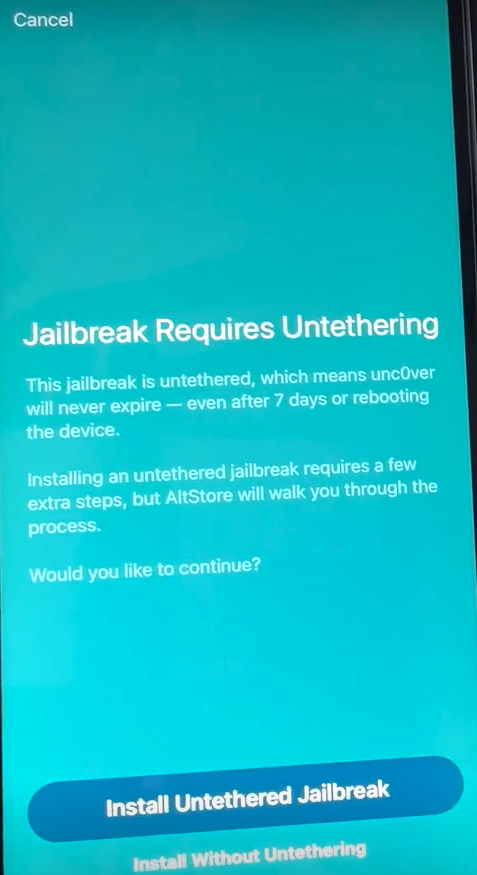 Cancel
Jailbreak Requires Untethering
This jailbreak is untethered, which means unc0ver
will never expire — even after 7 days or rebooting
the device.
Installing an untethered jailbreak requires a few
extra steps, but AltStore will walk you through the
process.
Would you like to continue?
Install Untethered Jailbreak
Install Without Untethering